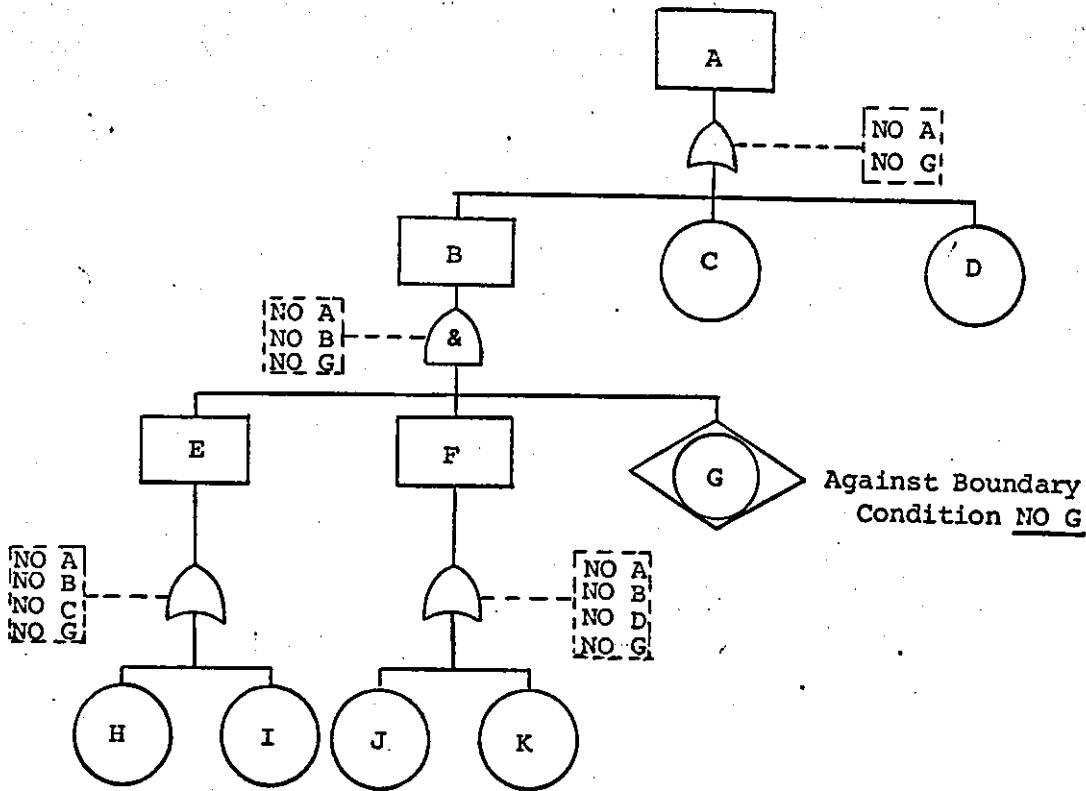 A
NO A
NO G
B
C
D
NO A
NO B
NO G
&
E
F
G
Against Boundary
Condition NO G
NO A
NO B
NO C
NO G
NO A
NO B
NO D
NO G
H
I
J
K